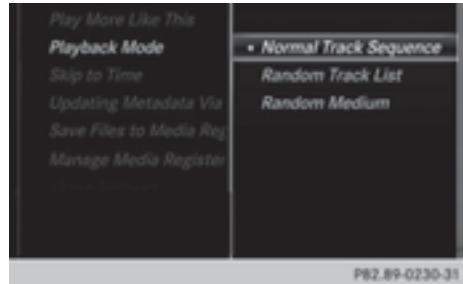 Play More Like This
Playback Mode
Skip to Time
Updating Metadata Via
Save Files to Media Reg
Manage Media Register
• Normal Track Sequence
Random Track List
Random Medium
P82.89-0230-31